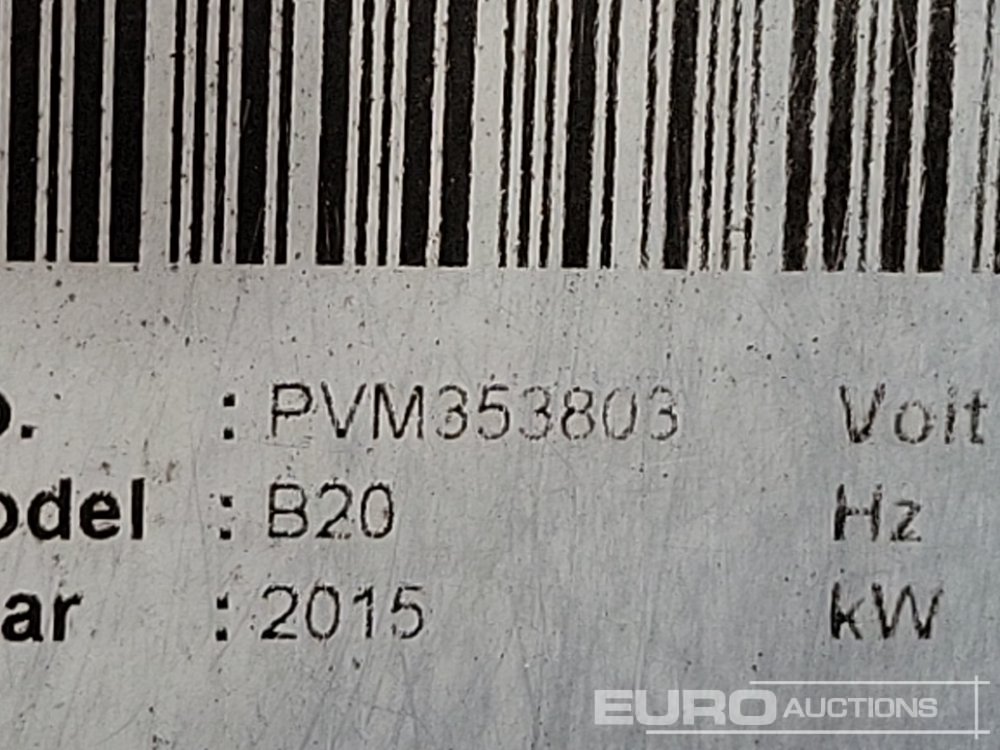 o. : PVM353803 Volt
odel : B20 Hz
ar : 2015 kW
EURO AUCTIONS